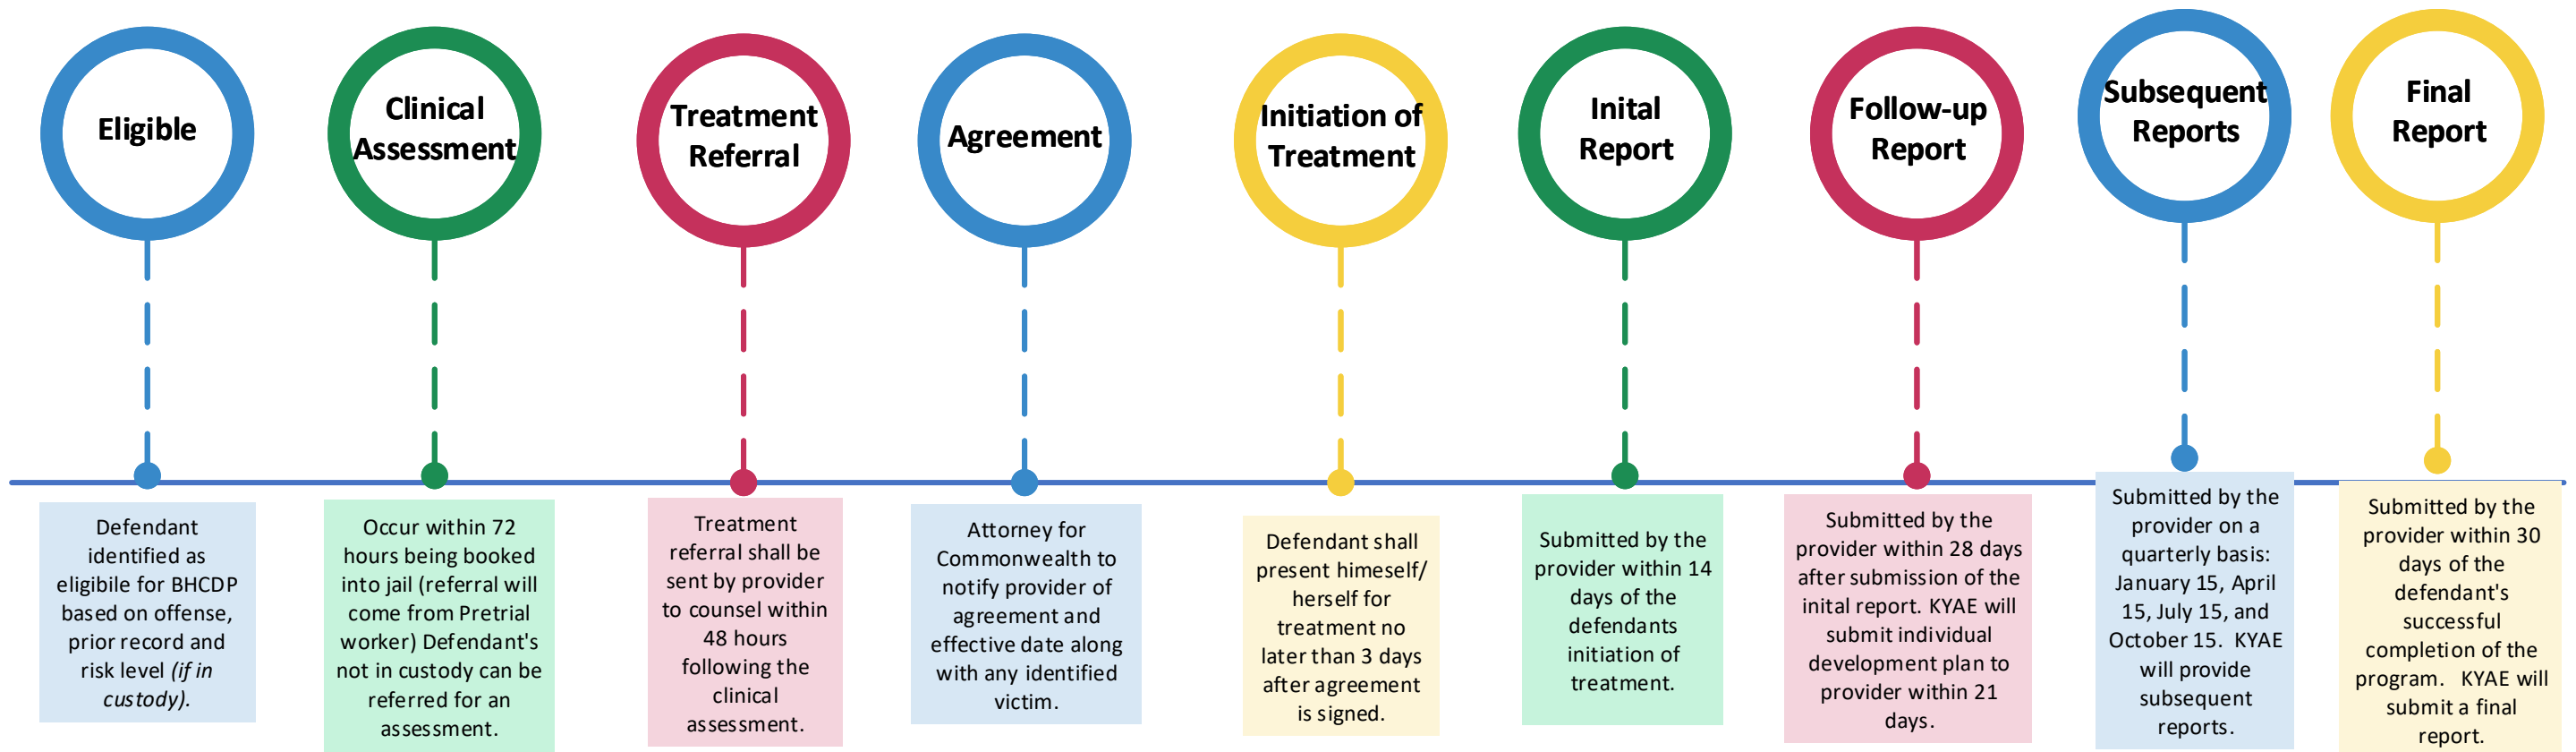 Eligible
Clinical
Assessment
Treatment
Referral
Agreement
Initiation of
Treatment
Inital
Report
Follow-up
Report
Subsequent
Reports
Final
Report
Defendant
identified as
eligibile for BHCDP
based on offense,
prior record and
risk level (if in
custody).
Occur within 72
hours being booked
into jail (referral will
come from Pretrial
worker) Defendant's
not in custody can be
referred for an
assessment.
Treatment
referral shall be
sent by provider
to counsel within
48 hours
following the
clinical
assessment.
Attorney for
Commonwealth to
notify provider of
agreement and
effective date along
with any identified
victim.
Defendant shall
present himeself/
herself for
treatment no
later than 3 days
after agreement
is signed.
Submitted by the
provider within 14
days of the
defendants
initiation of
treatment.
Submitted by the
provider within 28 days
after submission of the
inital report. KYAE will
submit individual
development plan to
provider within 21
days.
Submitted by the
provider on a
quarterly basis:
January 15, April
15, July 15, and
October 15. KYAE
will provide
subsequent
reports.
Submitted by the
provider within 30
days of the
defendant's
successful
completion of the
program. KYAE will
submit a final
report.